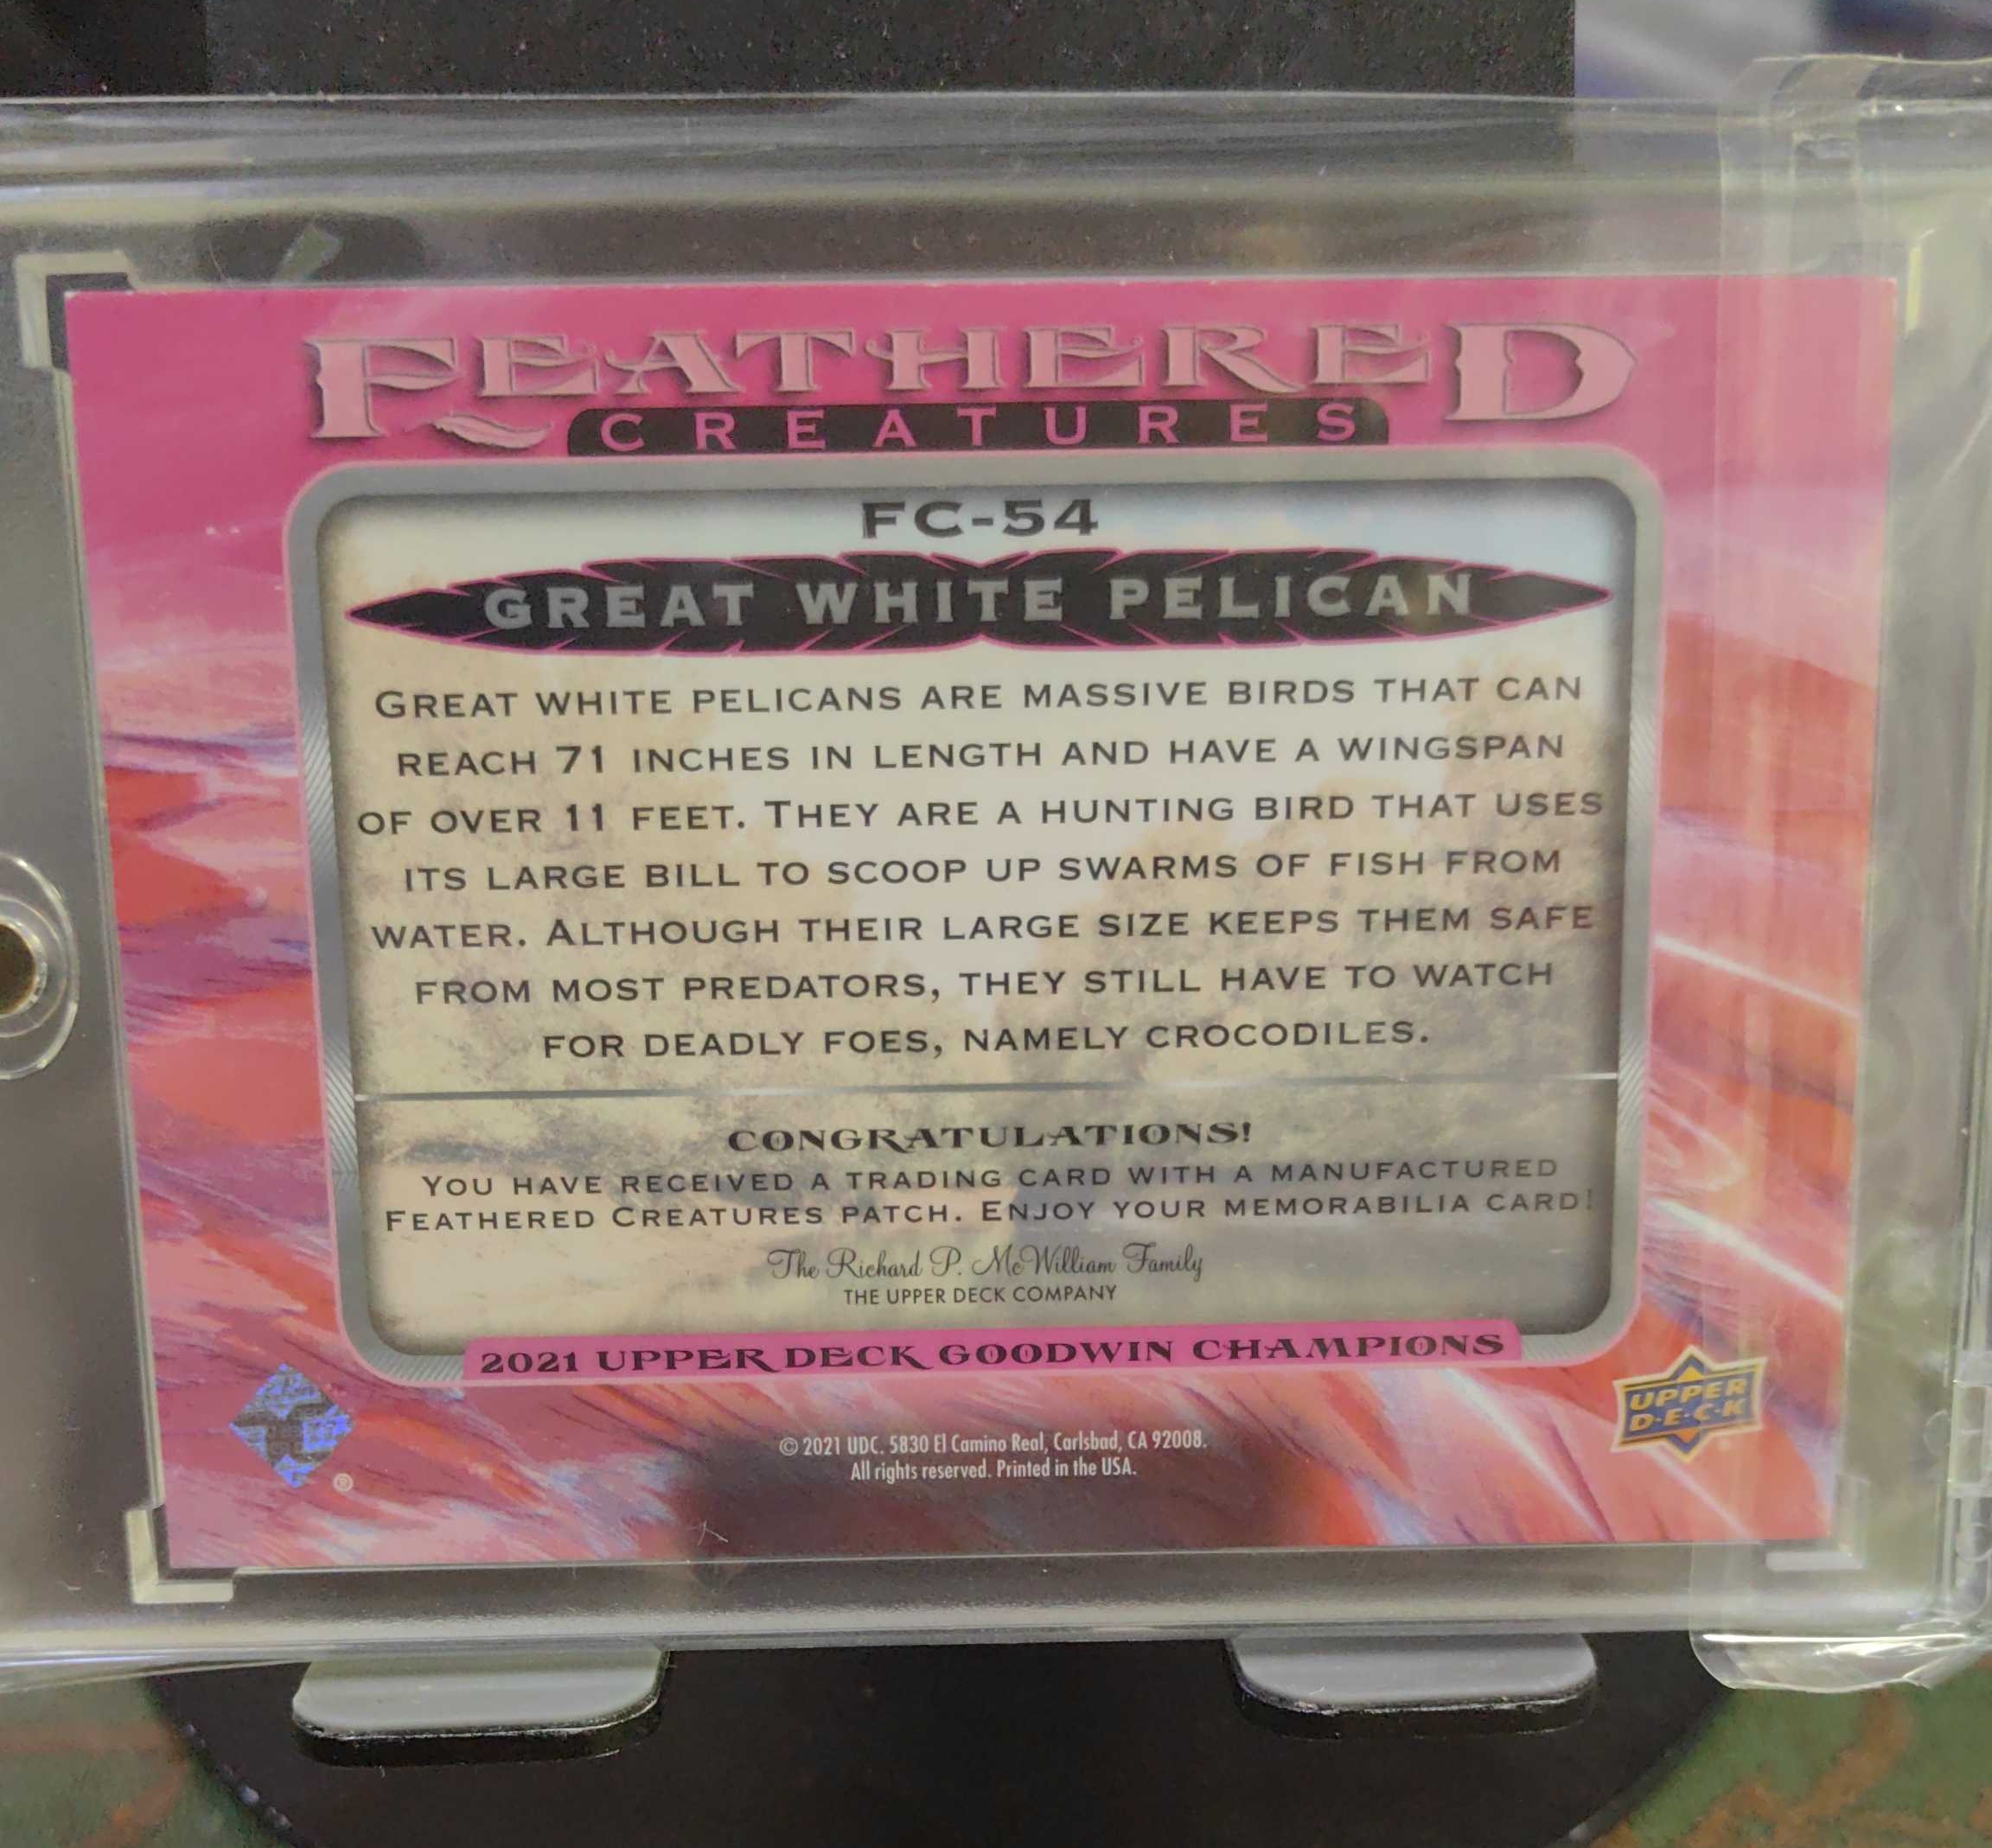 FEATHERED
CREATURES
FC-54
GREAT WHITE PELICAN
GREAT WHITE PELICANS ARE MASSIVE BIRDS THAT CAN
REACH 71 INCHES IN LENGTH AND HAVE A WINGSPAN
OF OVER 11 FEET. THEY ARE A HUNTING BIRD THAT USES
ITS LARGE BILL TO SCOOP UP SWARMS OF FISH FROM
WATER. ALTHOUGH THEIR LARGE SIZE KEEPS THEM SAFE
FROM MOST PREDATORS, THEY STILL HAVE TO WATCH
FOR DEADLY FOES, NAMELY CROCODILES.
CONGRATULATIONS!
YOU HAVE RECEIVED A TRADING CARD WITH A MANUFACTURED
FEATHERED CREATURES PATCH. ENJOY YOUR MEMORABILIA CARD!
The Richard P. McWilliam Family
THE UPPER DECK COMPANY
2021 UPPER DECK GOODWIN CHAMPIONS
UPPER
D·E·C·K
®
© 2021 UDC. 5830 El Camino Real, Carlsbad, CA 92008.
All rights reserved. Printed in the USA.